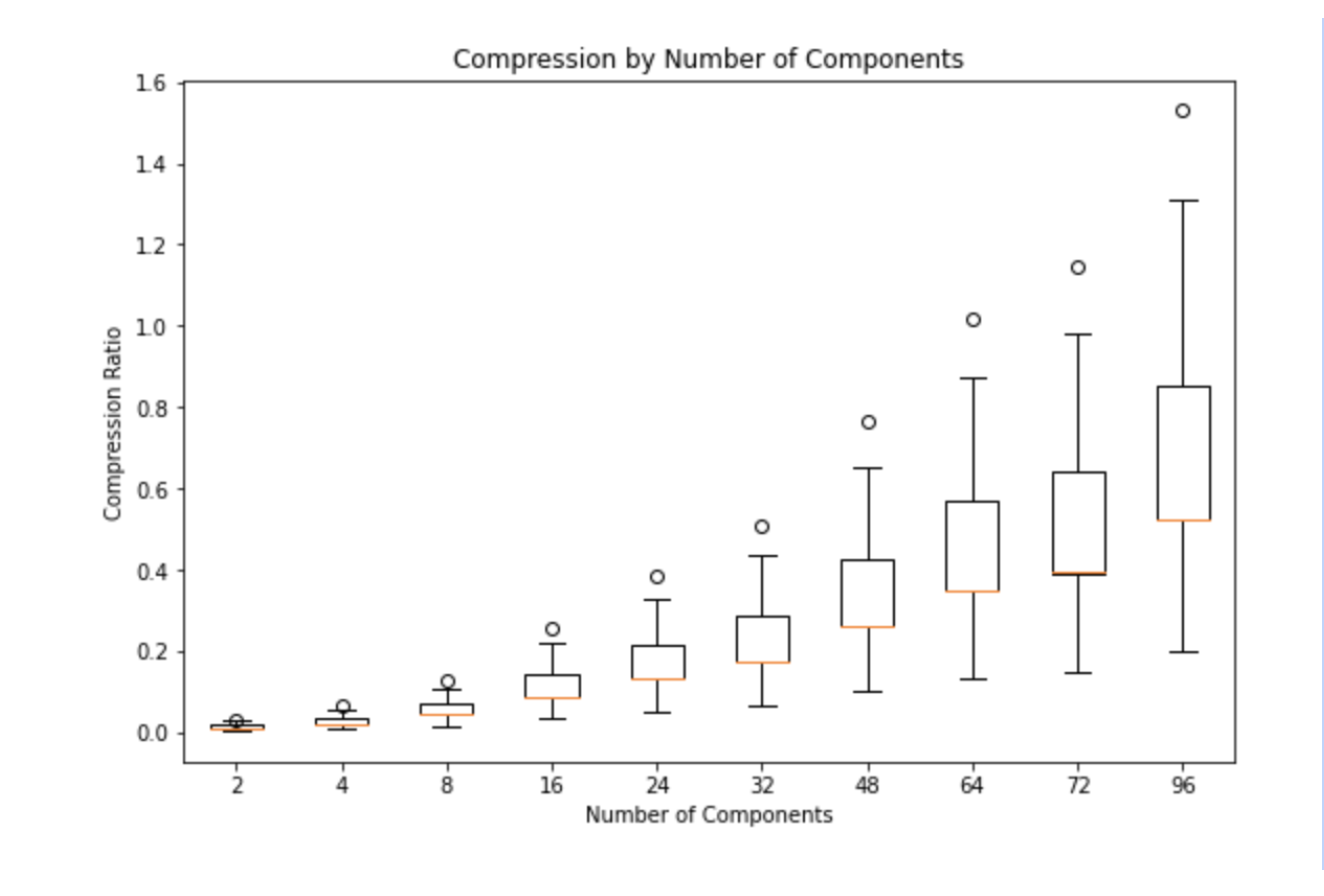 Compression by Number of Components
1.6
1.4
1.2
1.0
0.8
0.6
0.4
0.2
0.0
Compression Ratio
2 4 8 16 24 32 48 64 72 96
Number of Components